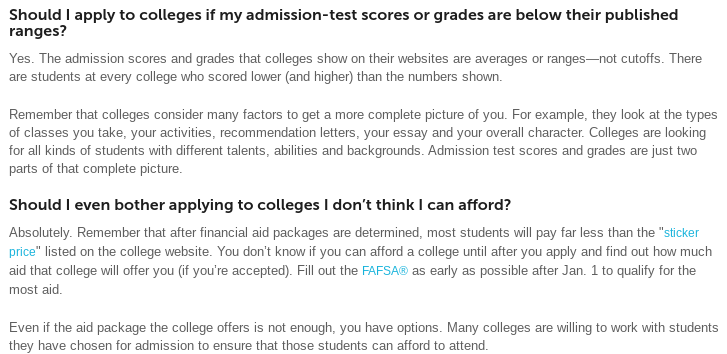 Should I apply to colleges if my admission-test scores or grades are below their published
ranges?
Yes. The admission scores and grades that colleges show on their websites are averages or ranges—not cutoffs. There
are students at every college who scored lower (and higher) than the numbers shown.
Remember that colleges consider many factors to get a more complete picture of you. For example, they look at the types
of classes you take, your activities, recommendation letters, your essay and your overall character. Colleges are looking
for all kinds of students with different talents, abilities and backgrounds. Admission test scores and grades are just two
parts of that complete picture.
Should I even bother applying to colleges I don't think I can afford?
Absolutely. Remember that after financial aid packages are determined, most students will pay far less than the "sticker
price" listed on the college website. You don't know if you can afford a college until after you apply and find out how much
aid that college will offer you (if you're accepted). Fill out the FAFSA® as early as possible after Jan. 1 to qualify for the
most aid.
Even if the aid package the college offers is not enough, you have options. Many colleges are willing to work with students
they have chosen for admission to ensure that those students can afford to attend.